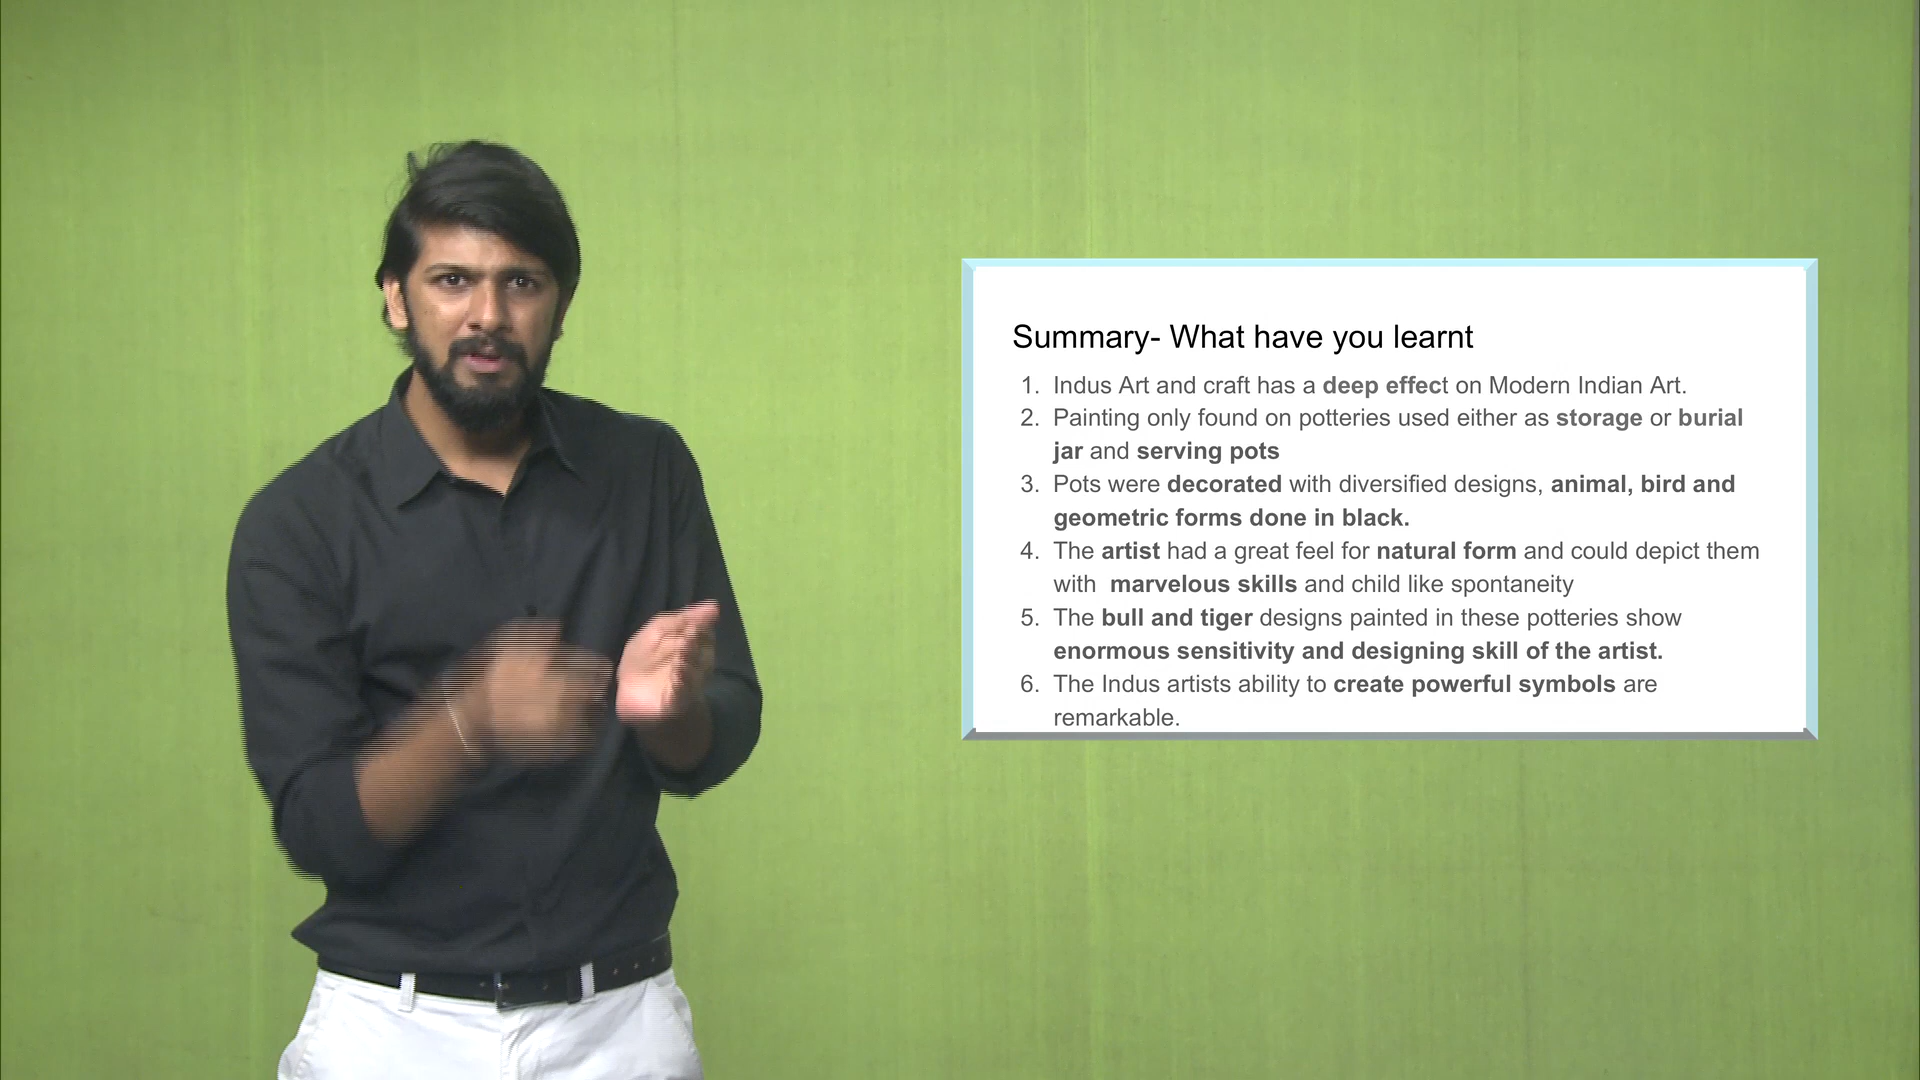 Summary- What have you learnt
1. Indus Art and craft has a deep effect on Modern Indian Art.
2. Painting only found on potteries used either as storage or burial
jar and serving pots
3. Pots were decorated with diversified designs, animal, bird and
geometric forms done in black.
4. The artist had a great feel for natural form and could depict them
with  marvelous skills and child like spontaneity
5. The bull and tiger designs painted in these potteries show
enormous sensitivity and designing skill of the artist.
6. The Indus artists ability to create powerful symbols are
remarkable.